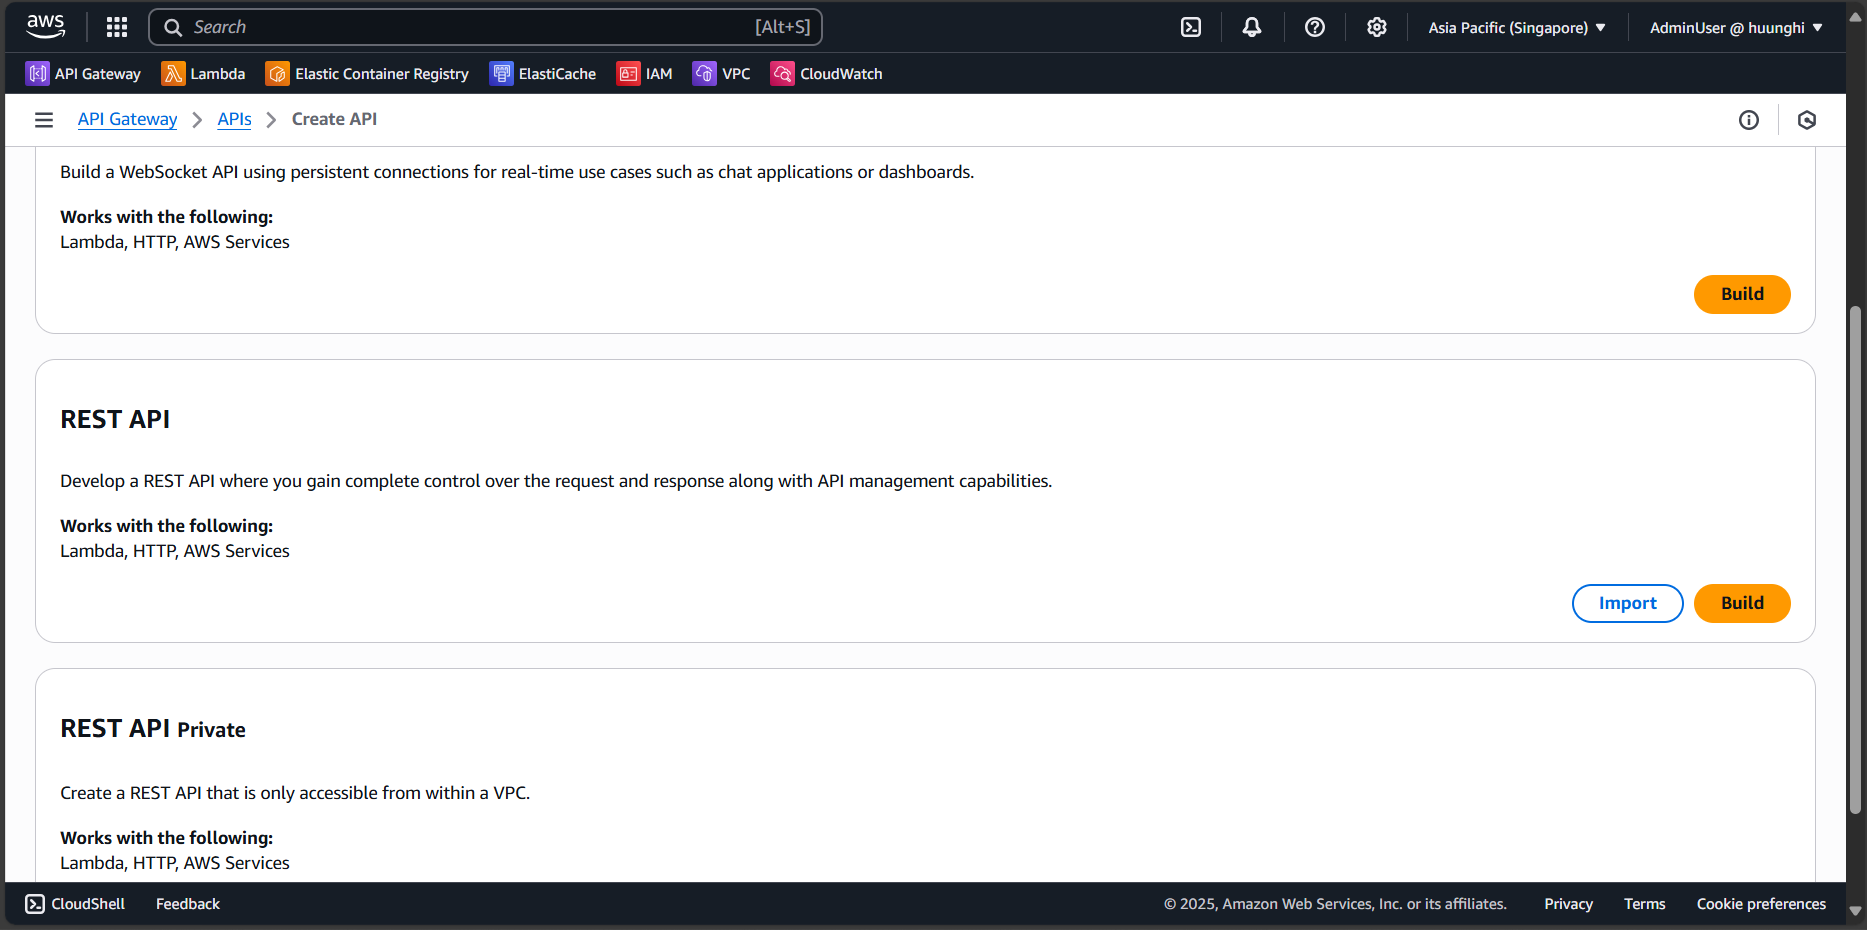 aws
Search [Alt+S]
Asia Pacific (Singapore)
AdminUser @ huunghi
API Gateway Lambda Elastic Container Registry ElastiCache IAM VPC CloudWatch
API Gateway > APIs > Create API
Build a WebSocket API using persistent connections for real-time use cases such as chat applications or dashboards.
Works with the following:
Lambda, HTTP, AWS Services
Build
REST API
Develop a REST API where you gain complete control over the request and response along with API management capabilities.
Works with the following:
Lambda, HTTP, AWS Services
Import Build
REST API Private
Create a REST API that is only accessible from within a VPC.
Works with the following:
Lambda, HTTP, AWS Services
CloudShell Feedback © 2025, Amazon Web Services, Inc. or its affiliates. Privacy Terms Cookie preferences